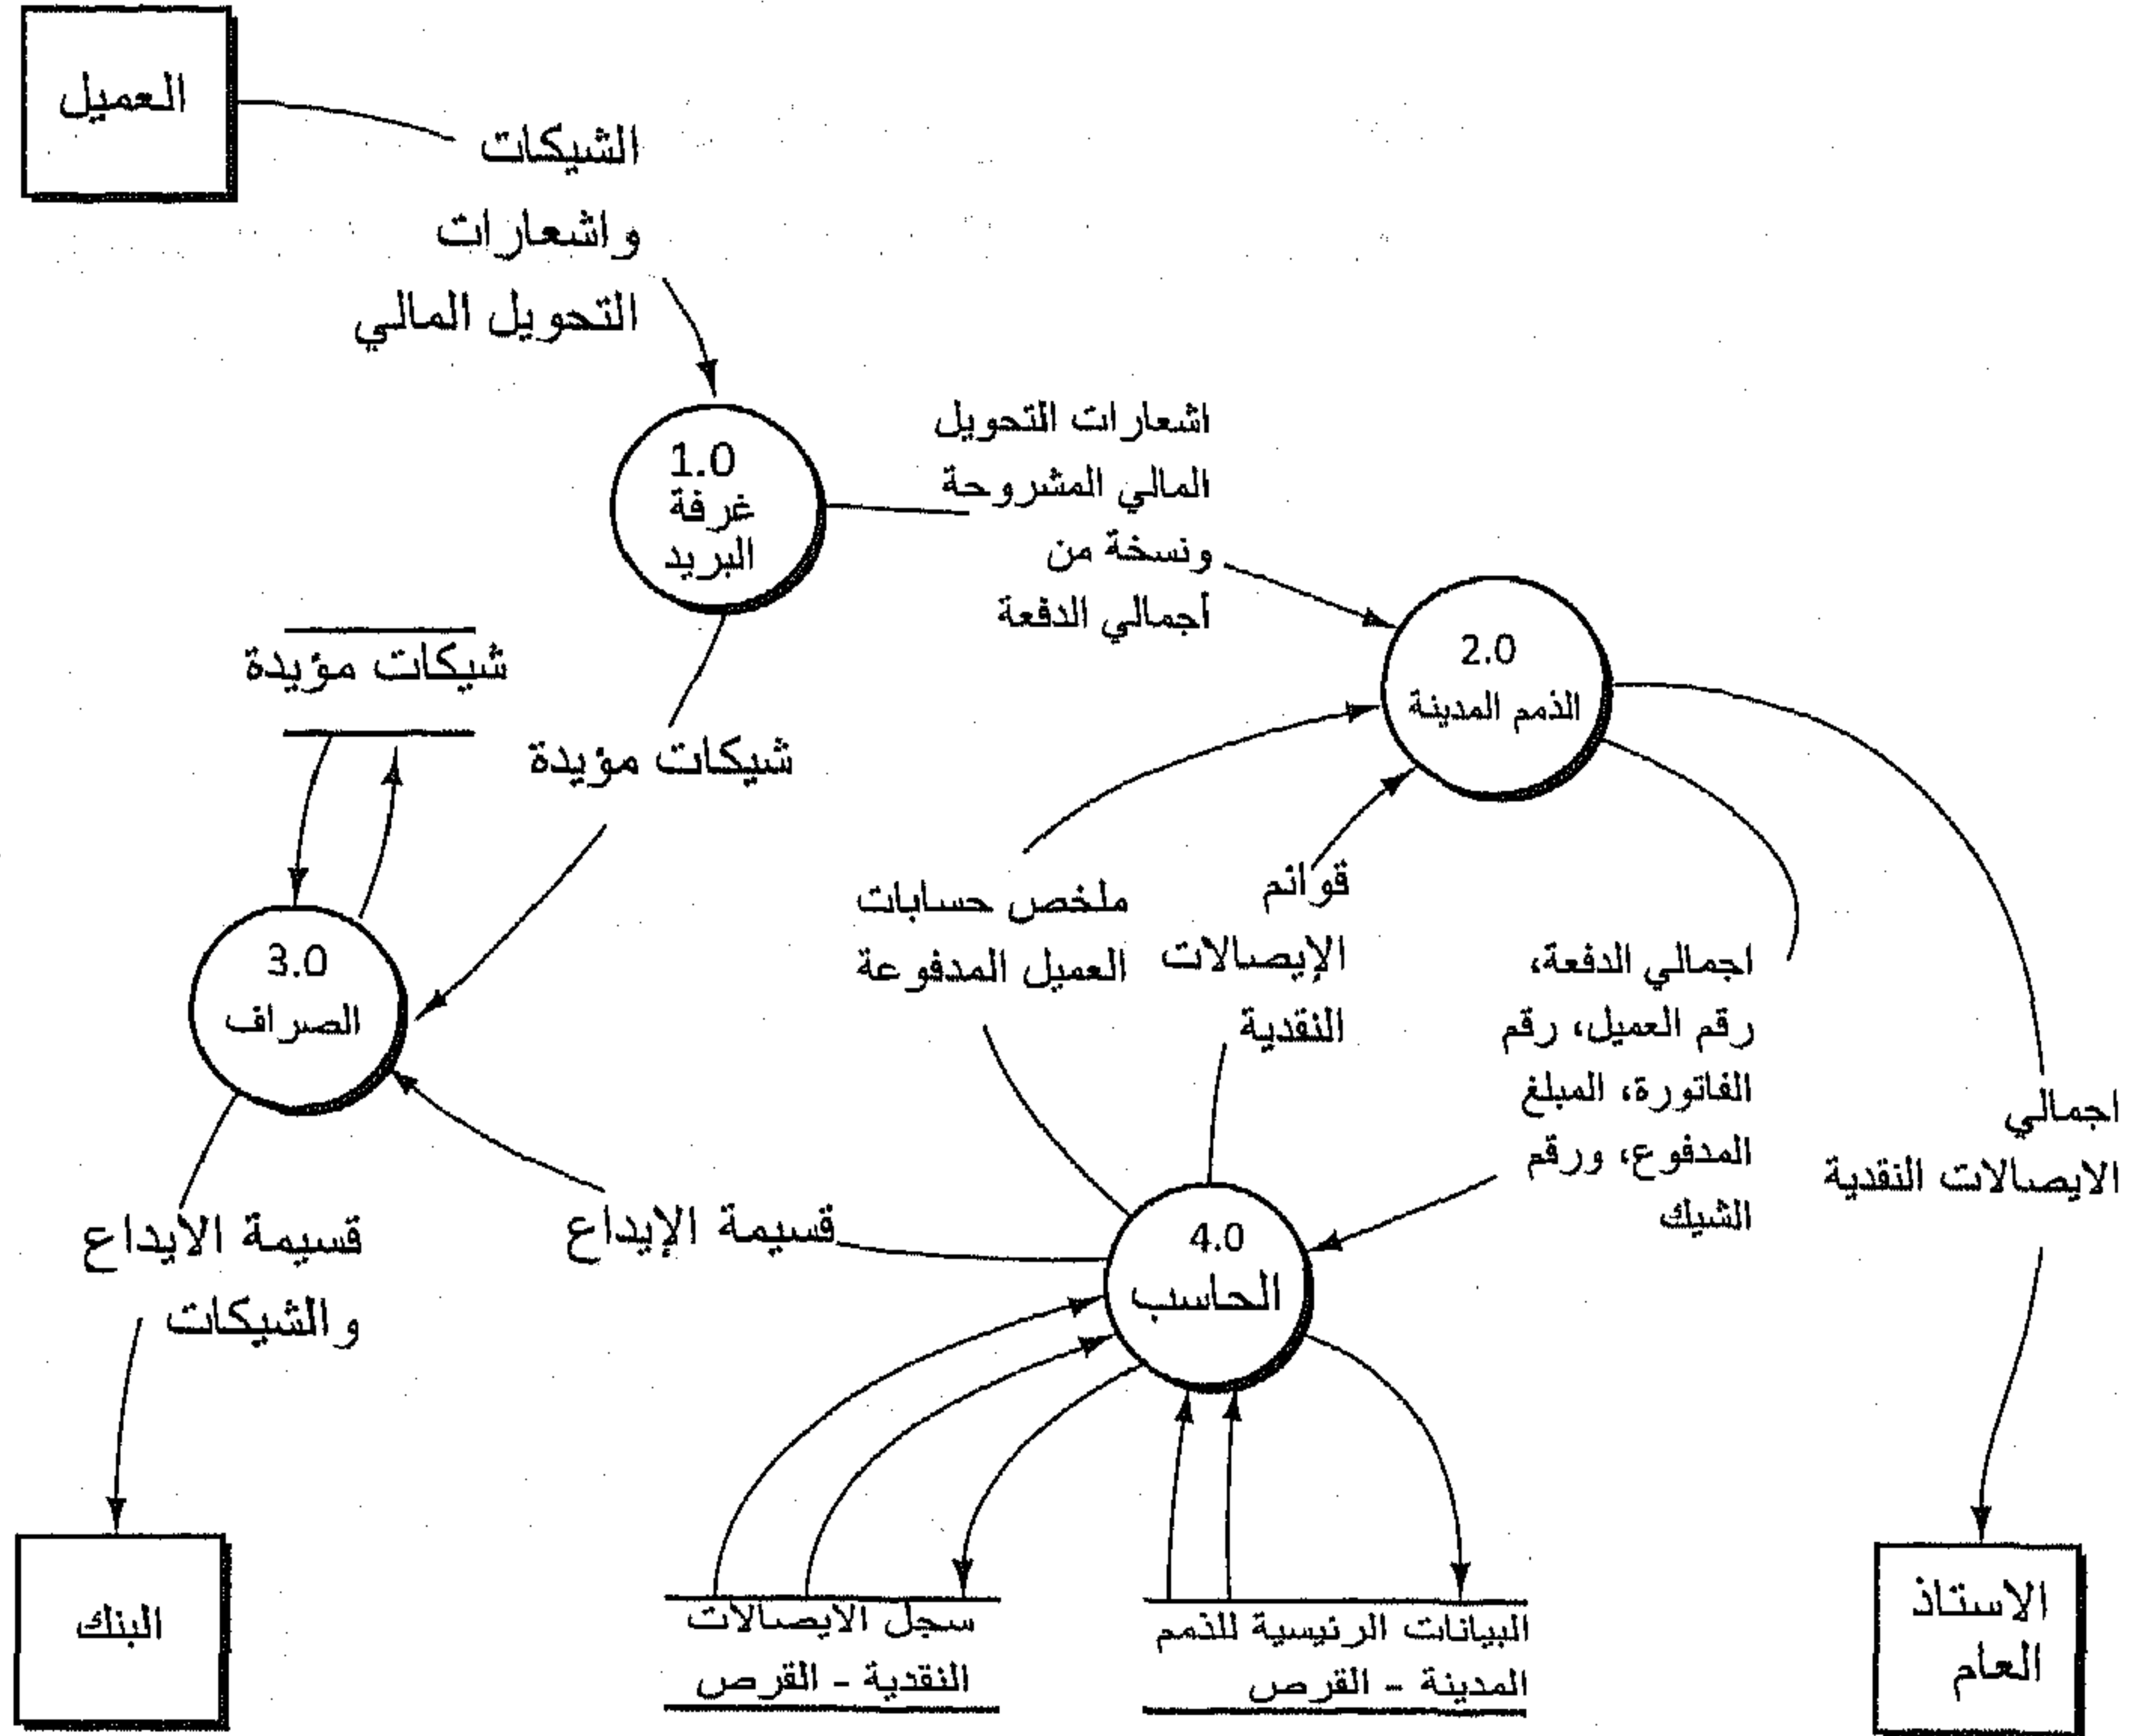 العميل
الشيكات
واشعارات
التحويل المالي
1.0
غرفة
البريد
اشعارات التحويل
المالي المشروحة
ونسخة من
أجمالي الدفعة
2.0
الذمم المدينة
شيكات مؤيدة
شيكات مؤيدة
3.0
الصراف
ملخص حسابات
العميل المدفوعة
قوائم
الإيصالات
النقدية
اجمالي الدفعة،
رقم العميل، رقم
الفاتورة، المبلغ
المدفوع، ورقم
الشيك
اجمالي
الايصالات النقدية
قسيمة الايداع
والشيكات
قسيمة الإيداع
4.0
الحاسب
البنك
سجل الايصالات
النقدية - القرص
البيانات الرئيسية للذمم
المدينة - القرص
الاستاذ
العام